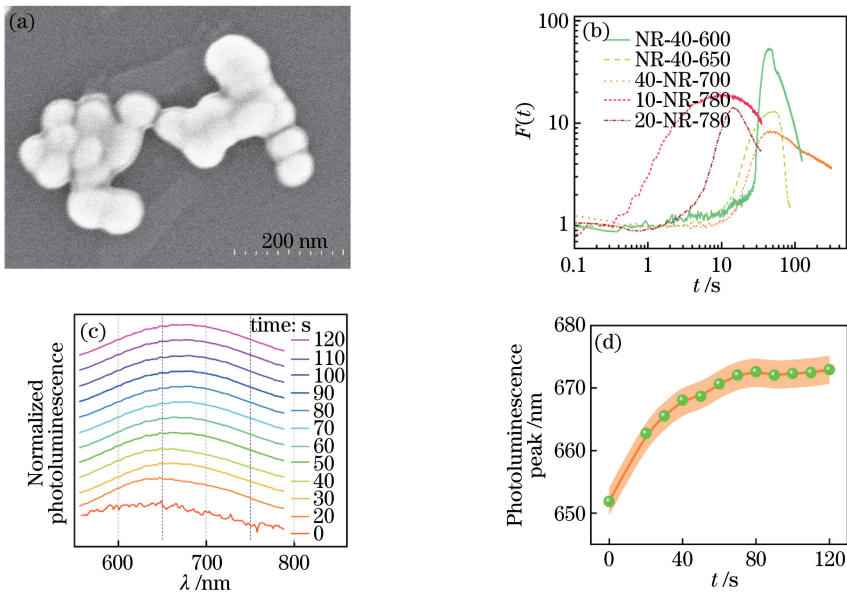 (a)
200 nm
(b)
NR-40-600
NR-40-650
40-NR-700
10-NR-780
20-NR-780
F(t)
100
10
1
0.1
1
10
100
t/s
(c)
time: s
120
110
100
90
80
70
60
50
40
30
20
0
Normalized
photoluminescence
600
700
800
λ/nm
(d)
Photoluminescence
peak /nm
680
670
660
650
0
40
80
120
t/s